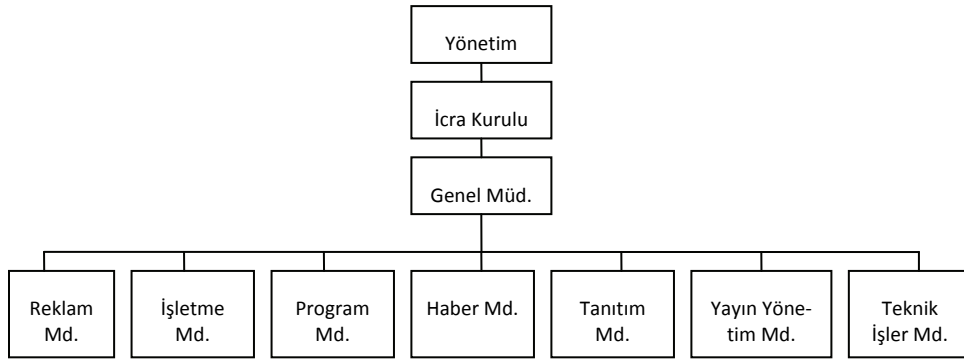 Yönetim
İcra Kurulu
Genel Müd.
Reklam
Md.
İşletme
Md.
Program
Md.
Haber Md.
Tanıtım
Md.
Yayın Yöne-
tim Md.
Teknik
İşler Md.